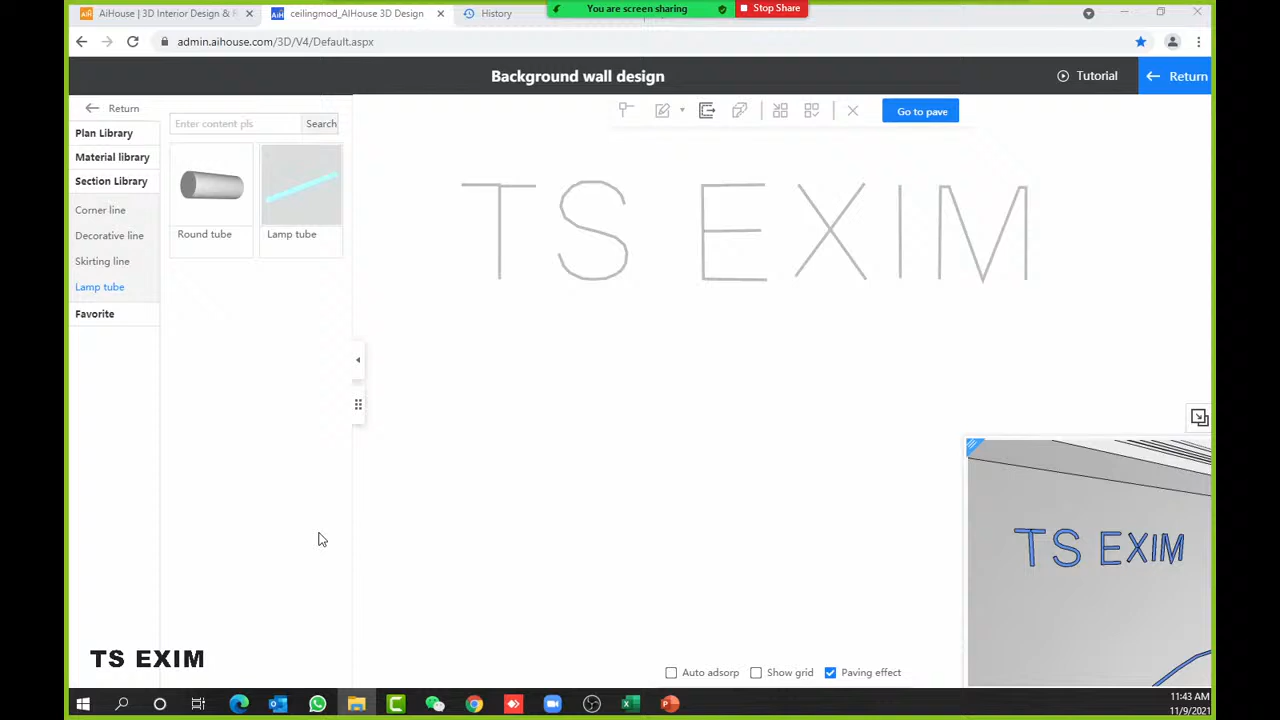 AiHouse | 3D Interior Design &
ceilingmod_AIHouse 3D Design
History
You are screen sharing
Stop Share
admin.aihouse.com/3D/V4/Default.aspx
Background wall design
Tutorial
Return
Return
Plan Library
Material library
Section Library
Corner line
Decorative line
Skirting line
Lamp tube
Favorite
Enter content pls
Search
Round tube
Lamp tube
Go to pave
TS EXIM
TS EXIM
TS EXIM
Auto adsorp
Show grid
Paving effect
11:43 AM
11/9/2021